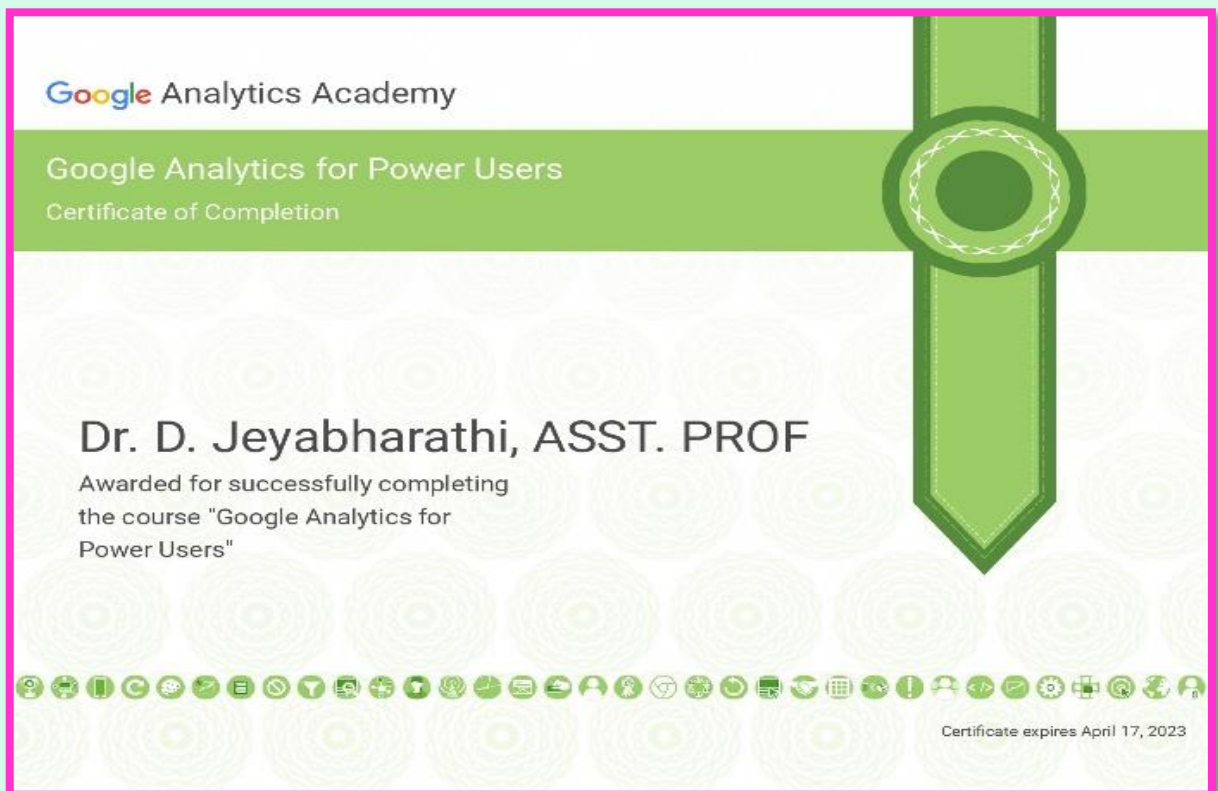 Google Analytics Academy
Google Analytics for Power Users
Certificate of Completion
Dr. D. Jeyabharathi, ASST. PROF
Awarded for successfully completing
the course "Google Analytics for
Power Users"
Certificate expires April 17, 2023